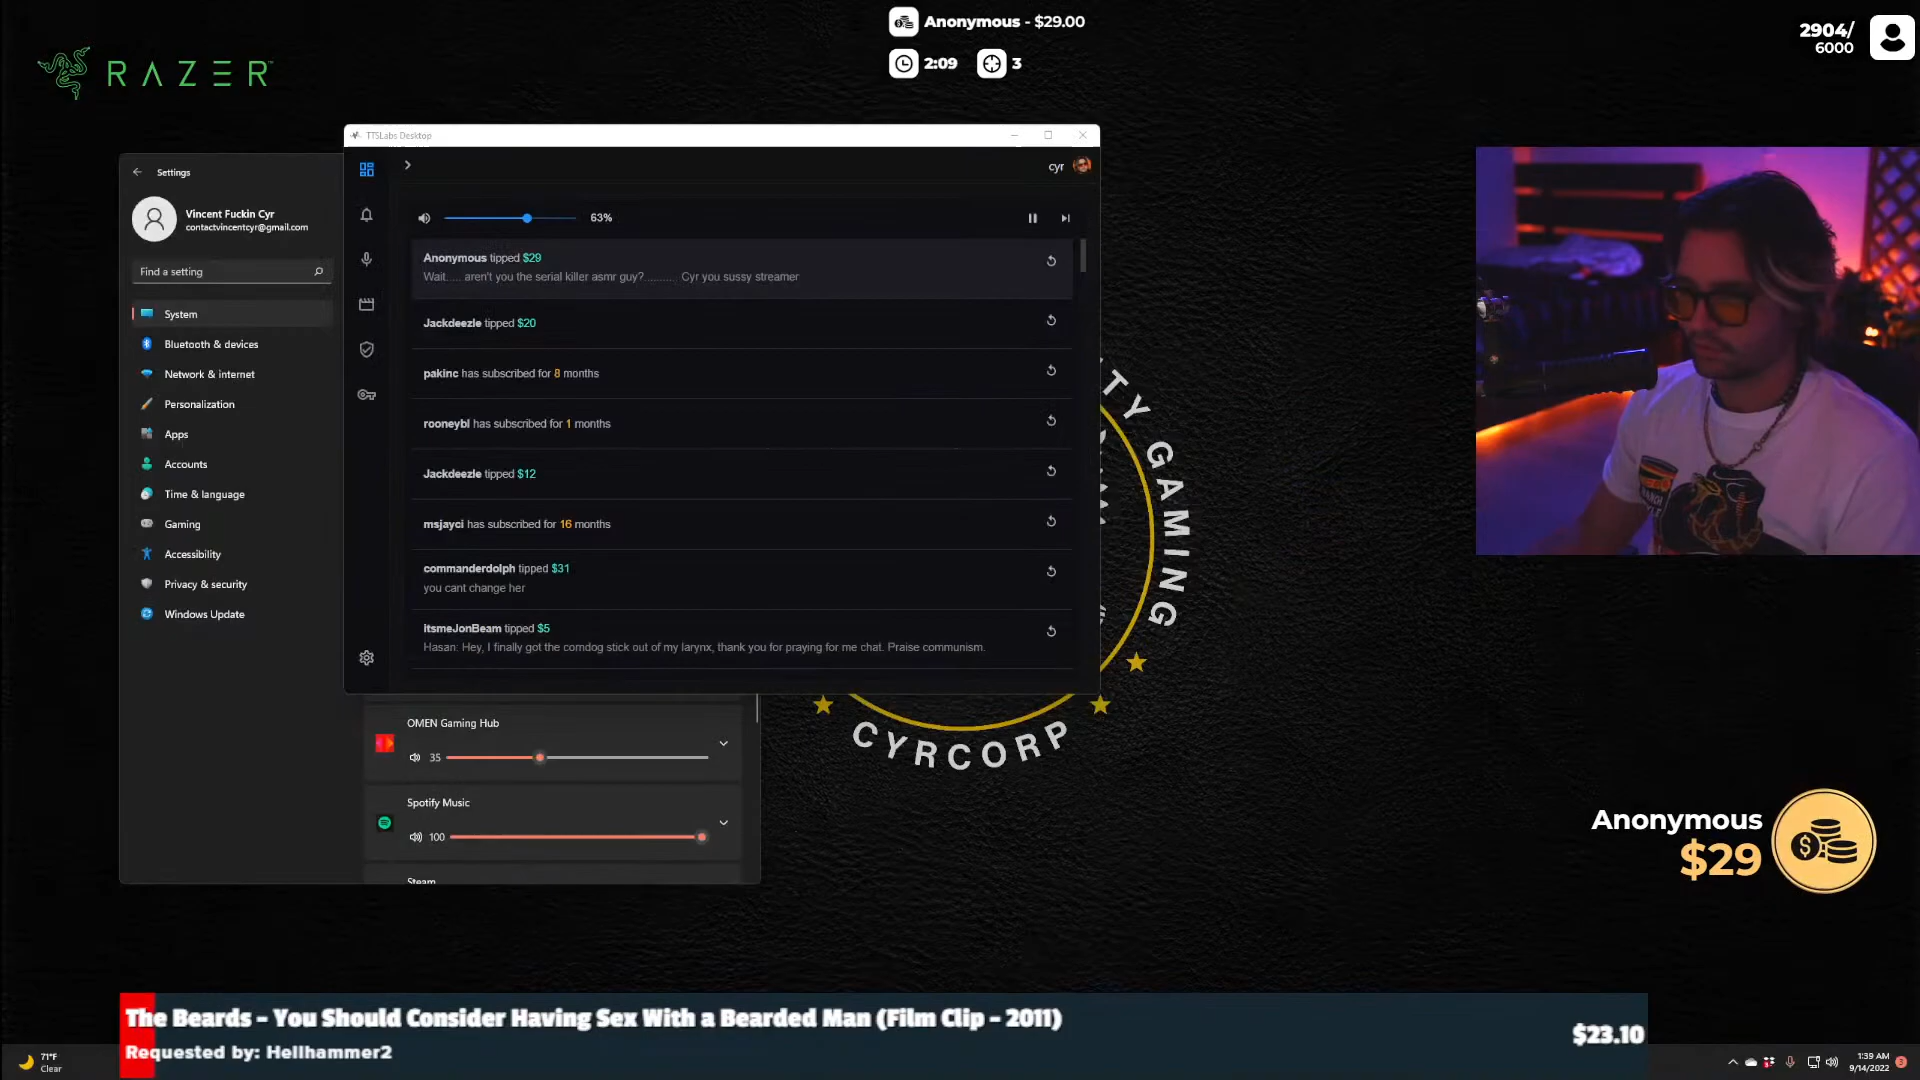 Anonymous - $29.00
2:09
3
2904/
6000
RAZER
TTSLabs Desktop
cyr
Settings
Vincent Fuckin Cyr
contactvincentcyr@gmail.com
Find a setting
System
Bluetooth & devices
Network & internet
Personalization
Apps
Accounts
Time & language
Gaming
Accessibility
Privacy & security
Windows Update
63%
Anonymous tipped $29
Wait..... aren't you the serial killer asmr guy?.......... Cyr you sussy streamer
Jackdeezle tipped $20
pakinc has subscribed for 8 months
rooneybl has subscribed for 1 months
Jackdeezle tipped $12
msjayci has subscribed for 16 months
commanderdolph tipped $31
you cant change her
itsmeJonBeam tipped $5
Hasan: Hey, I finally got the corndog stick out of my larynx, thank you for praying for me chat. Praise communism.
OMEN Gaming Hub
35
Spotify Music
100
Steam
TY GAMING
CYRCORP
Anonymous
$29
The Beards - You Should Consider Having Sex With a Bearded Man (Film Clip - 2011)
Requested by: Hellhammer2
$23.10
71°F
Clear
1:39 AM
9/14/2022
3